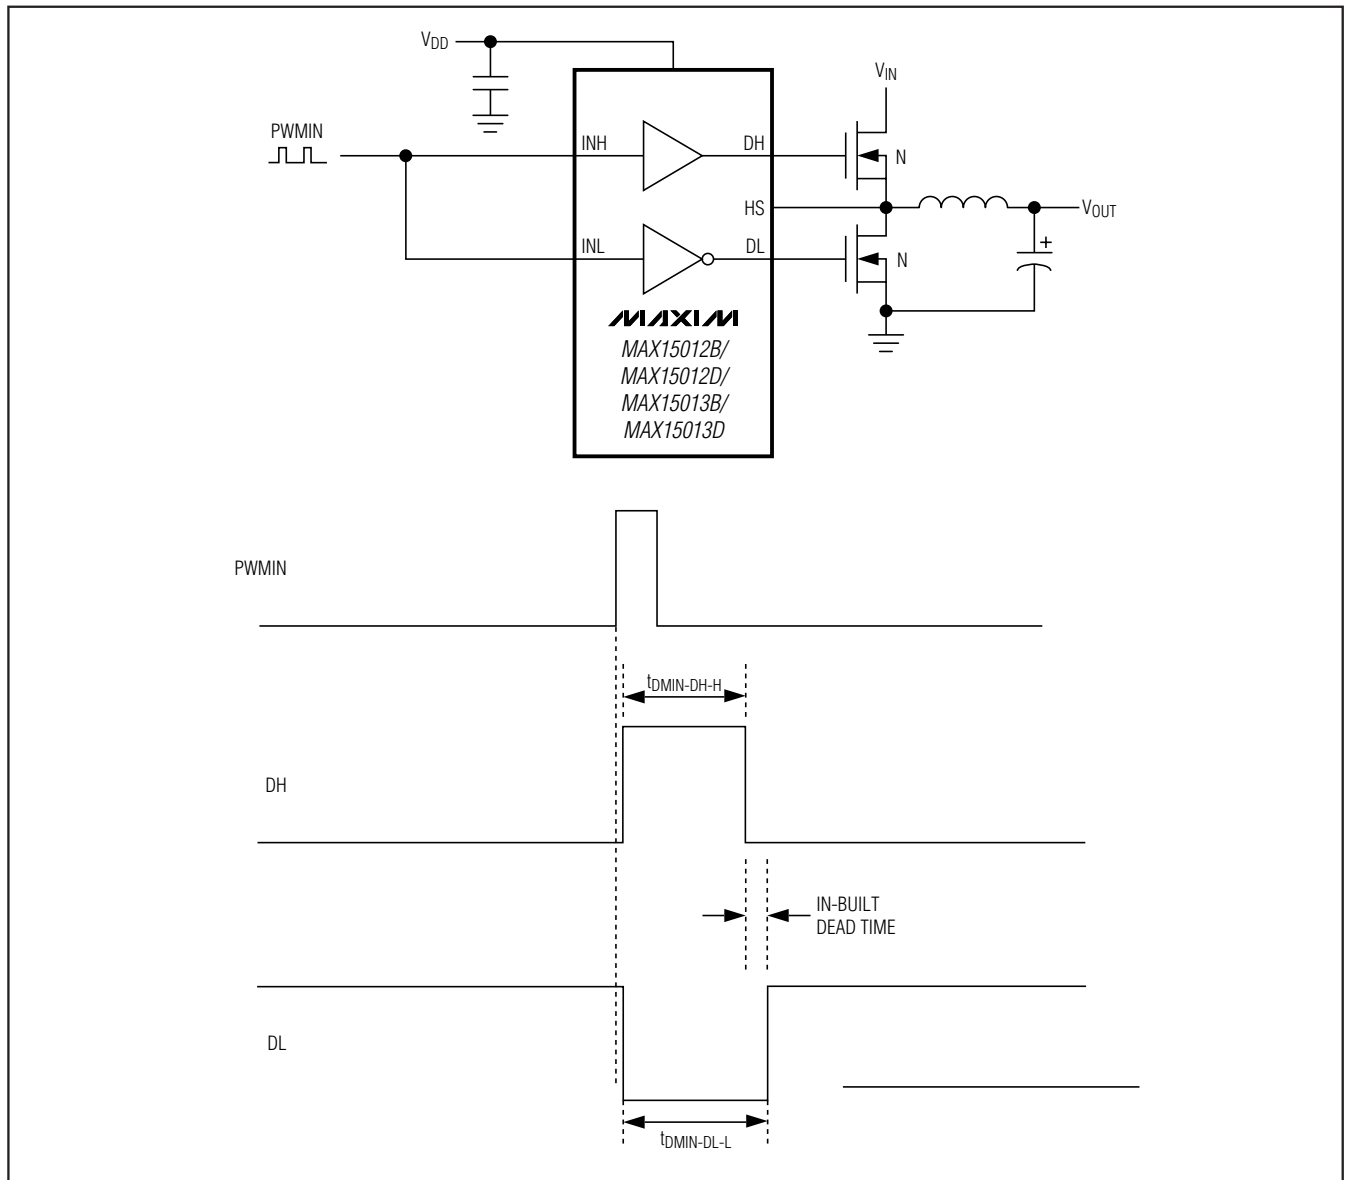 VDD
VIN
PWMIN
INH
DH
N
HS
VOUT
+
INL
DL
N
MAXIM
MAX15012B/
MAX15012D/
MAX15013B/
MAX15013D
PWMIN
tDMIN-DH-H
DH
IN-BUILT
DEAD TIME
DL
tDMIN-DL-L